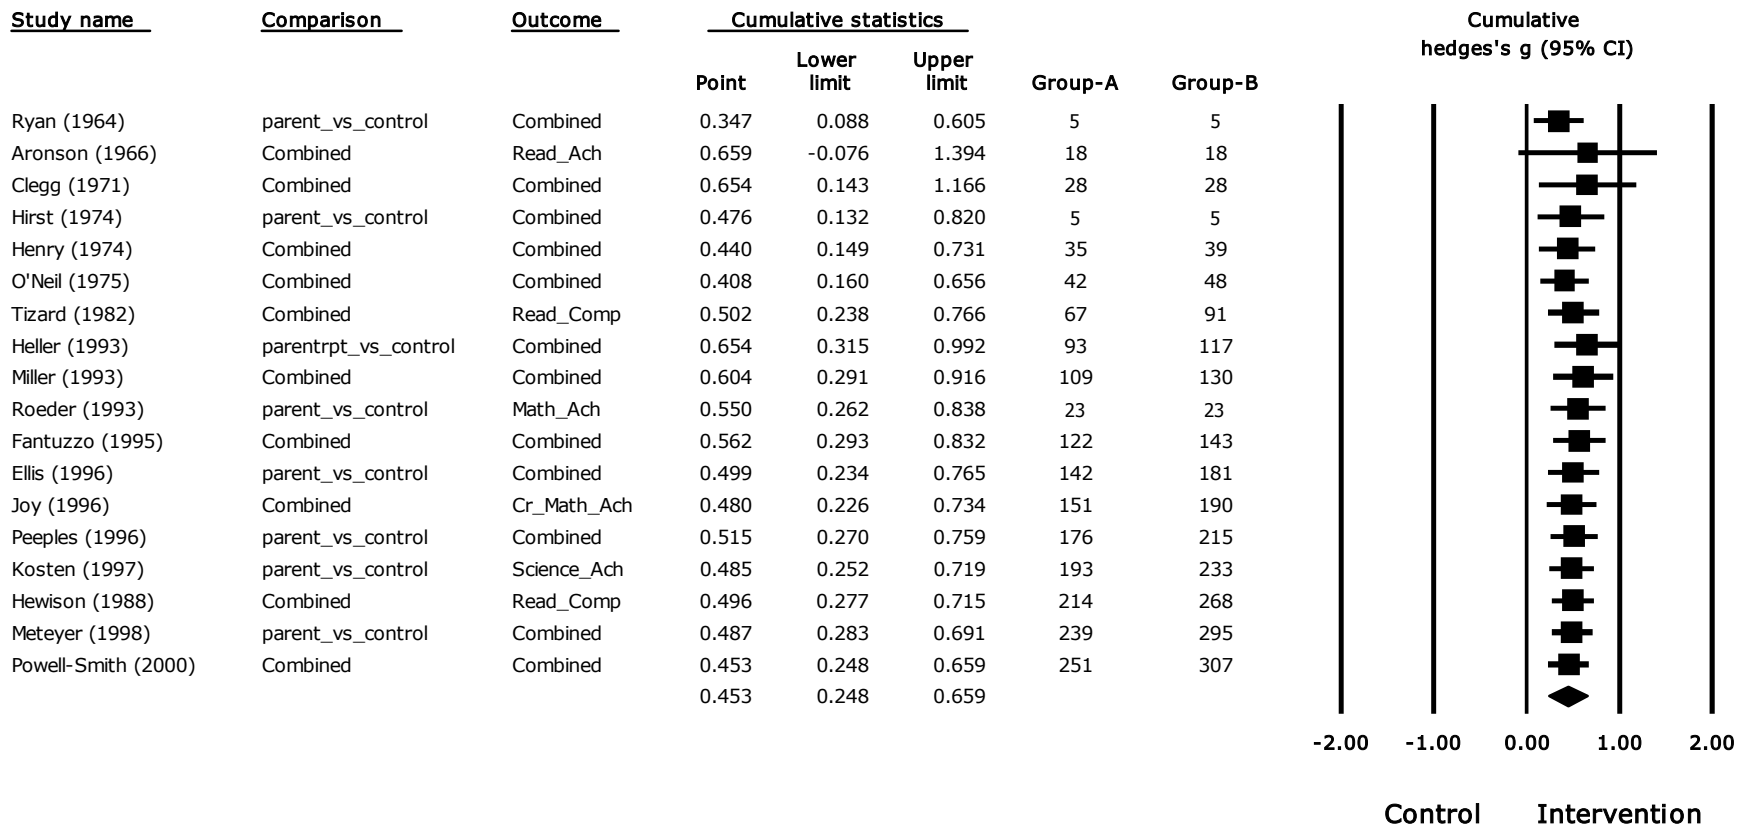 Study name Comparison Outcome Cumulative statistics Cumulative
hedges's g (95% CI)
Lower Upper
Point limit limit Group-A Group-B
Ryan (1964) parent_vs_control Combined 0.347 0.088 0.605 5 5
Aronson (1966) Combined Read_Ach 0.659 -0.076 1.394 18 18
Clegg (1971) Combined Combined 0.654 0.143 1.166 28 28
Hirst (1974) parent_vs_control Combined 0.476 0.132 0.820 5 5
Henry (1974) Combined Combined 0.440 0.149 0.731 35 39
O'Neil (1975) Combined Combined 0.408 0.160 0.656 42 48
Tizard (1982) Combined Read_Comp 0.502 0.238 0.766 67 91
Heller (1993) parentrpt_vs_control Combined 0.654 0.315 0.992 93 117
Miller (1993) Combined Combined 0.604 0.291 0.916 109 130
Roeder (1993) parent_vs_control Math_Ach 0.550 0.262 0.838 23 23
Fantuzzo (1995) Combined Combined 0.562 0.293 0.832 122 143
Ellis (1996) parent_vs_control Combined 0.499 0.234 0.765 142 181
Joy (1996) Combined Cr_Math_Ach 0.480 0.226 0.734 151 190
Peeples (1996) parent_vs_control Combined 0.515 0.270 0.759 176 215
Kosten (1997) parent_vs_control Science_Ach 0.485 0.252 0.719 193 233
Hewison (1988) Combined Read_Comp 0.496 0.277 0.715 214 268
Meteyer (1998) parent_vs_control Combined 0.487 0.283 0.691 239 295
Powell-Smith (2000) Combined Combined 0.453 0.248 0.659 251 307
0.453 0.248 0.659
-2.00 -1.00 0.00 1.00 2.00
Control Intervention